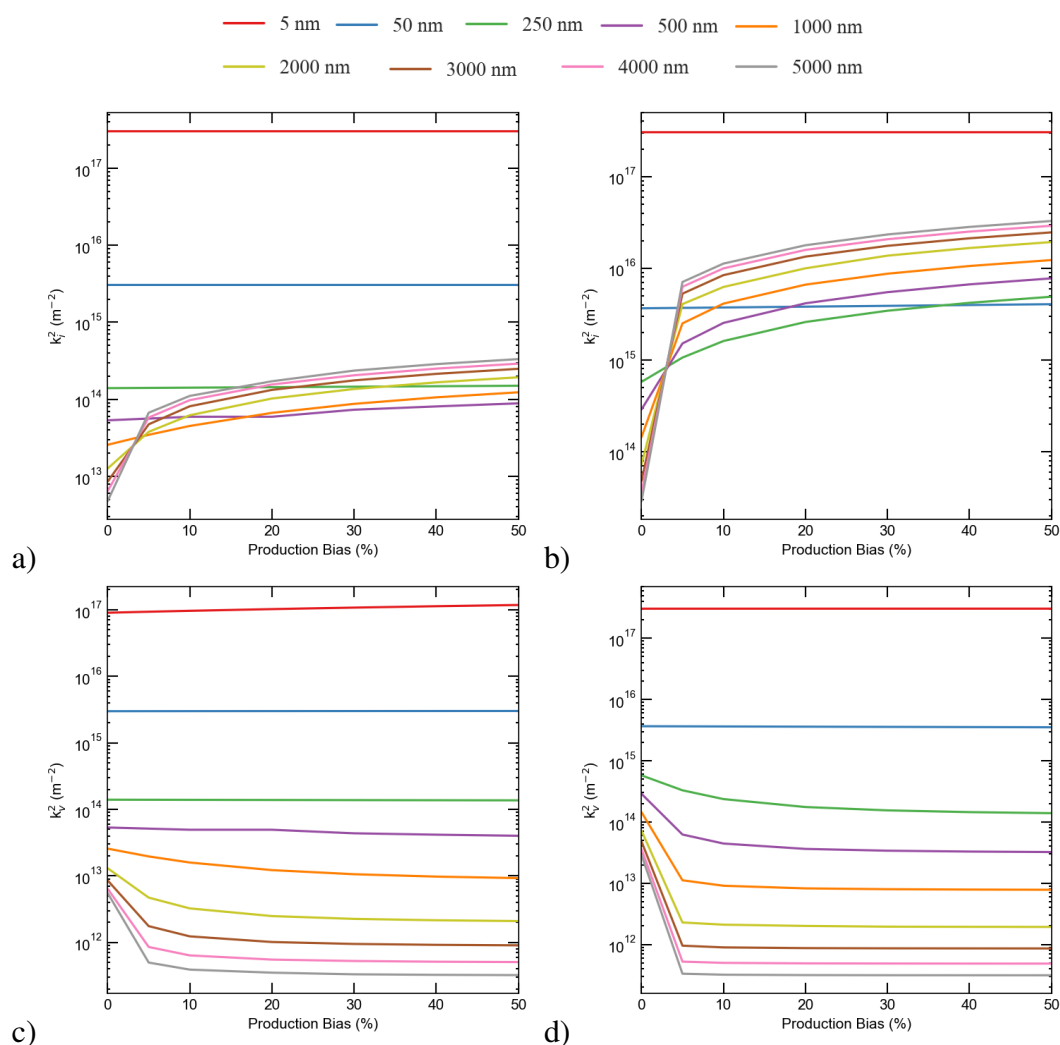 5 nm 50 nm 250 nm 500 nm 1000 nm
2000 nm 3000 nm 4000 nm 5000 nm
10^17
10^16
10^15
10^14
10^13
k_i^2 (m^−2)
0 10 20 30 40 50
Production Bias (%)
a)
10^17
10^16
10^15
10^14
k_i^2 (m^−2)
0 10 20 30 40 50
Production Bias (%)
b)
10^17
10^16
10^15
10^14
10^13
10^12
k_v^2 (m^−2)
0 10 20 30 40 50
Production Bias (%)
c)
10^17
10^16
10^15
10^14
10^13
10^12
k_v^2 (m^−2)
0 10 20 30 40 50
Production Bias (%)
d)